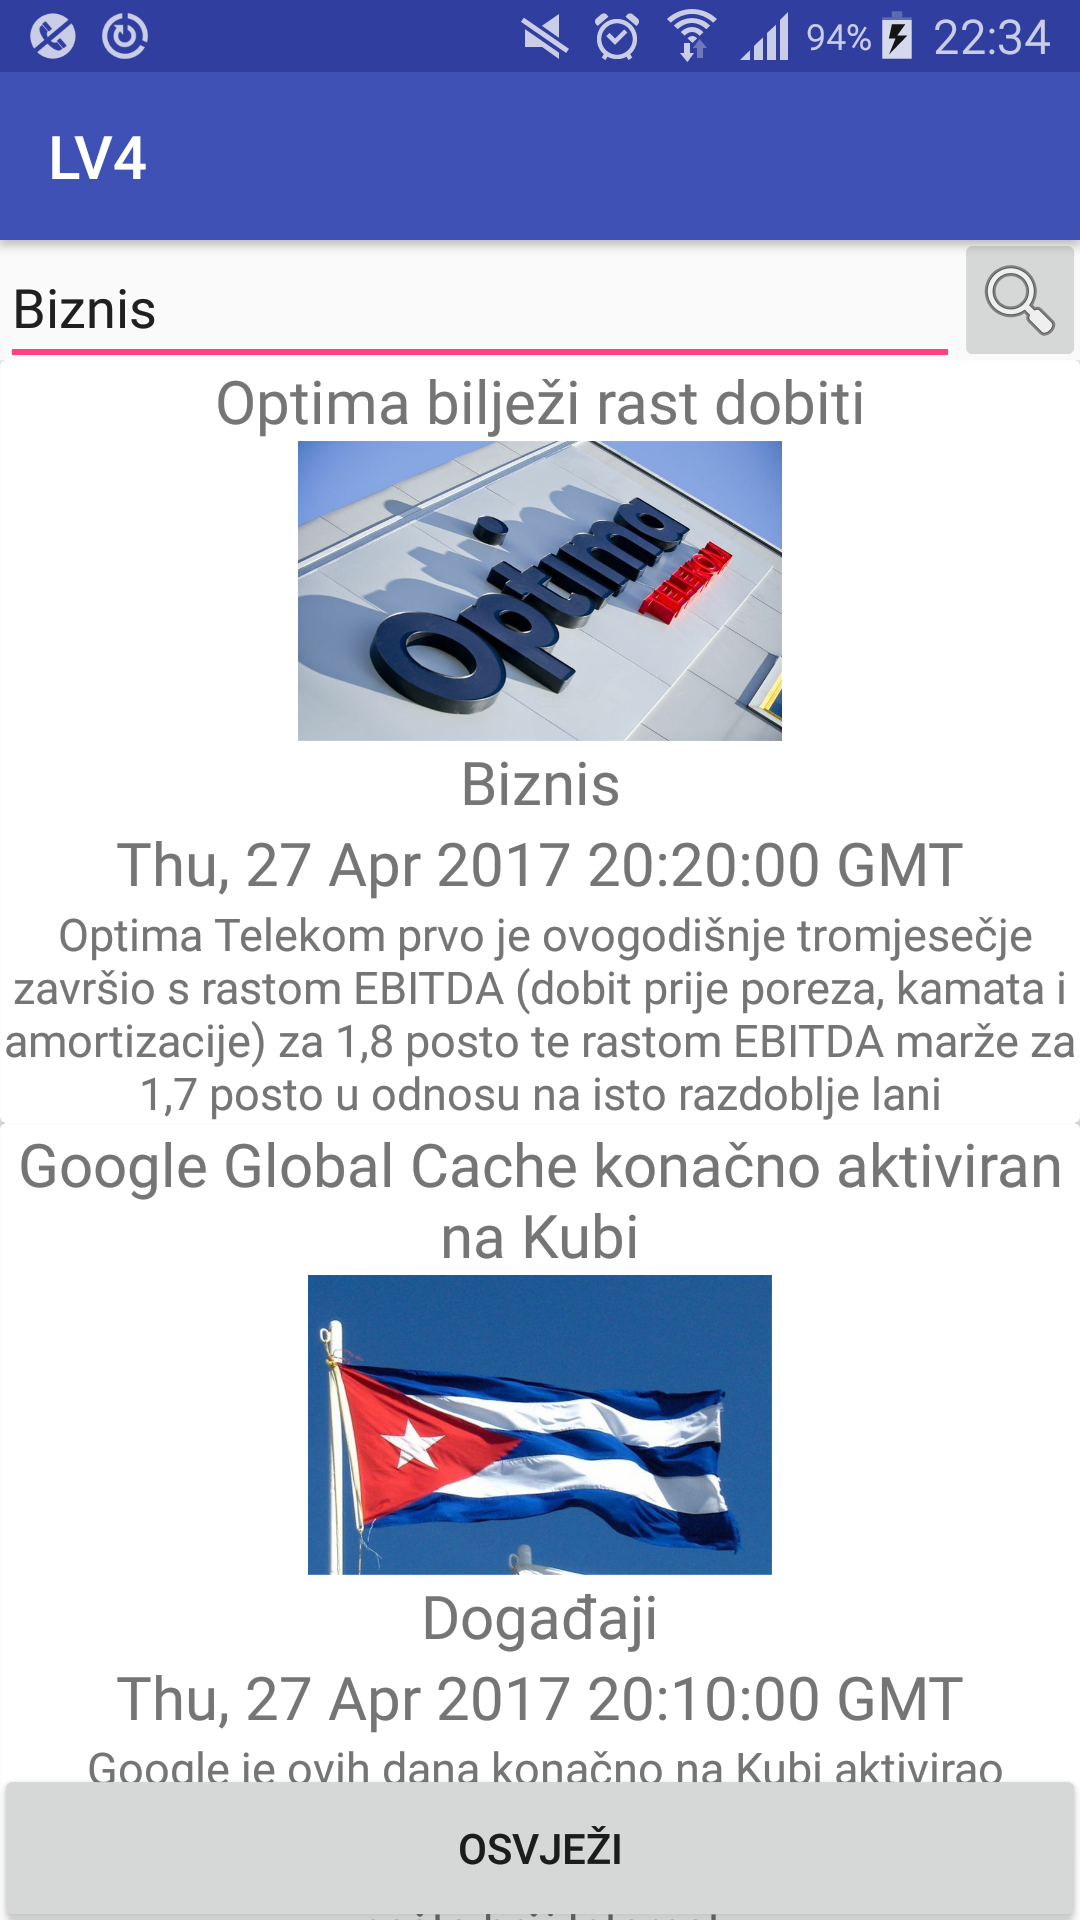 94% 22:34
LV4
Biznis
Optima bilježi rast dobiti
Optima
TELEKOM
Biznis
Thu, 27 Apr 2017 20:20:00 GMT
Optima Telekom prvo je ovogodišnje tromjesečje
završio s rastom EBITDA (dobit prije poreza, kamata i
amortizacije) za 1,8 posto te rastom EBITDA marže za
1,7 posto u odnosu na isto razdoblje lani
Google Global Cache konačno aktiviran
na Kubi
Događaji
Thu, 27 Apr 2017 20:10:00 GMT
Google je ovih dana konačno na Kubi aktivirao
OSVJEŽI